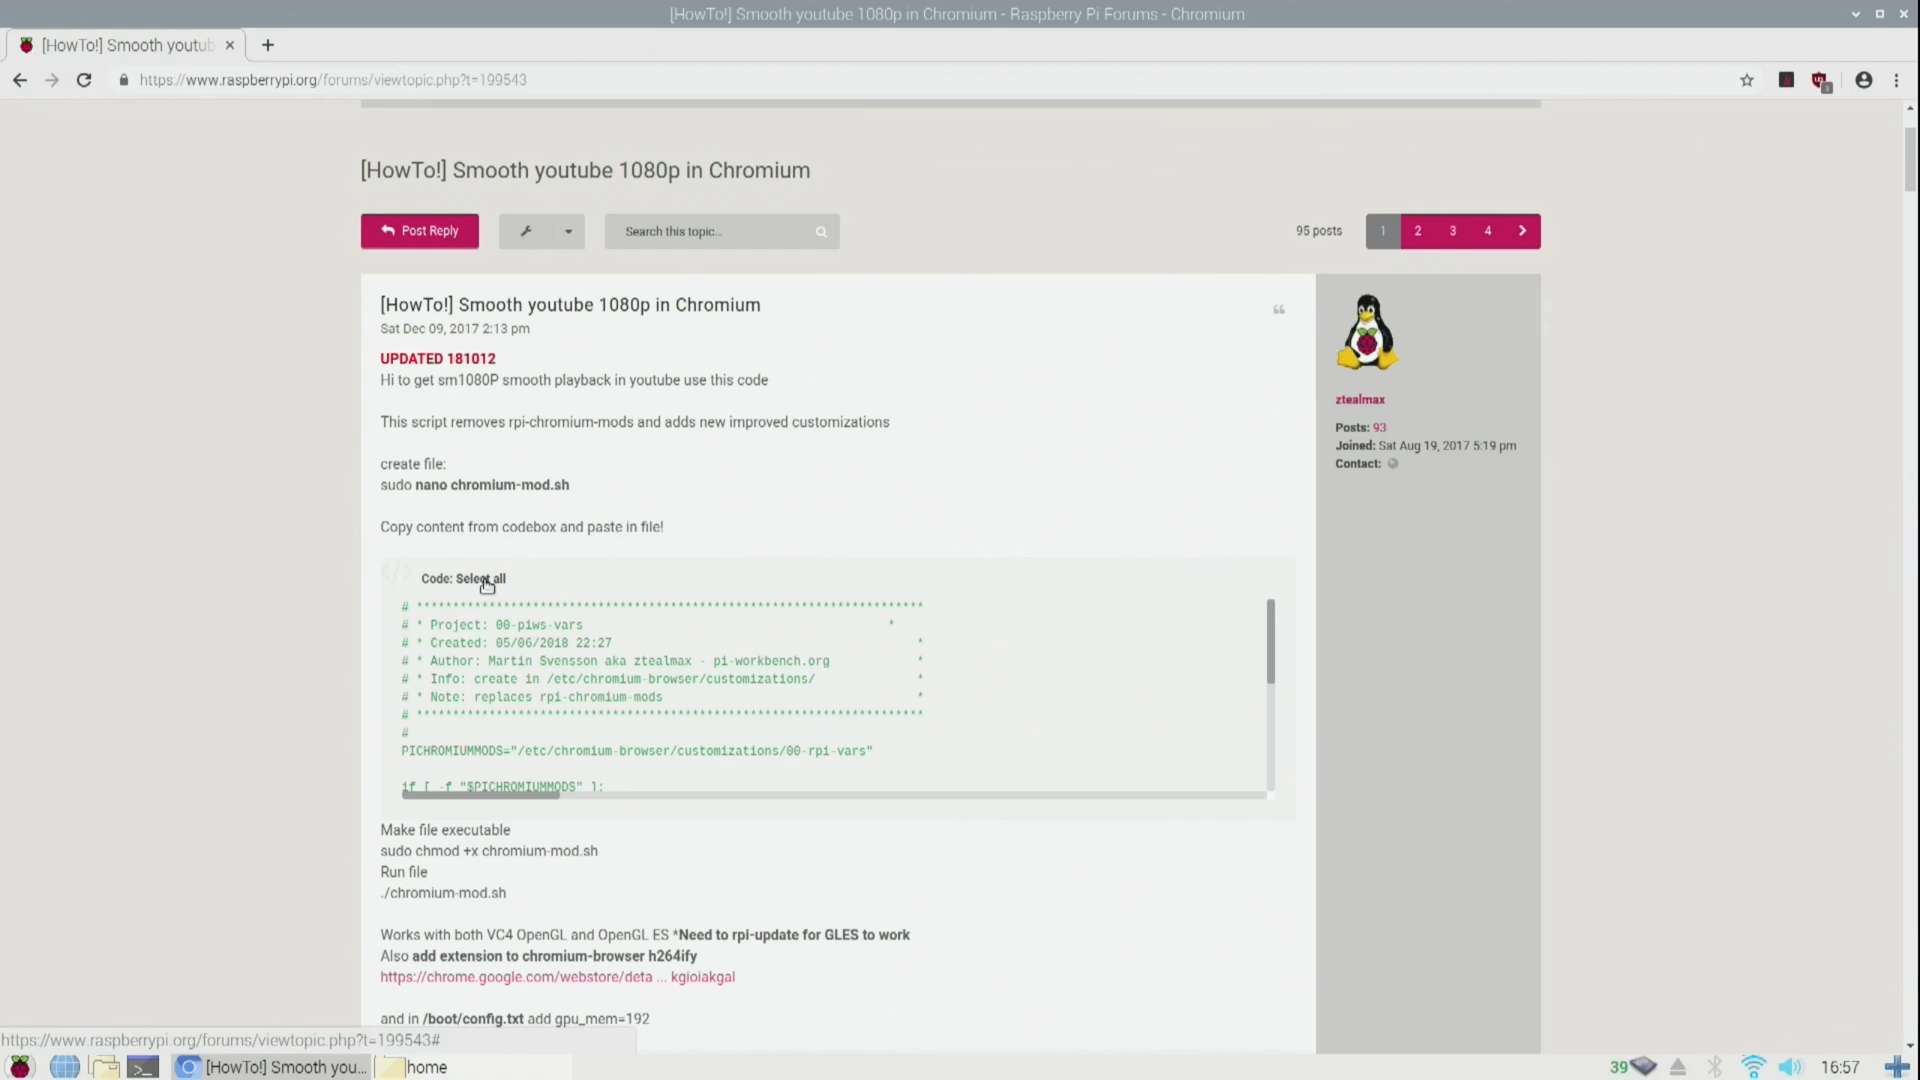 [HowTo!] Smooth youtube 1080p in Chromium - Raspberry Pi Forums - Chromium
[HowTo!] Smooth youtub
https://www.raspberrypi.org/forums/viewtopic.php?t=199543
3
[HowTo!] Smooth youtube 1080p in Chromium
Post Reply
Search this topic...
95 posts
1 2 3 4
[HowTo!] Smooth youtube 1080p in Chromium
Sat Dec 09, 2017 2:13 pm
UPDATED 181012
Hi to get sm1080P smooth playback in youtube use this code
This script removes rpi-chromium-mods and adds new improved customizations
create file:
sudo nano chromium-mod.sh
Copy content from codebox and paste in file!
Code: Select all
# **********************************************************************
# * Project: 00-piws-vars *
# * Created: 05/06/2018 22:27 *
# * Author: Martin Svensson aka ztealmax - pi-workbench.org *
# * Info: create in /etc/chromium-browser/customizations/ *
# * Note: replaces rpi-chromium-mods *
# **********************************************************************
#
PICHROMIUMMODS="/etc/chromium-browser/customizations/00-rpi-vars"
if [ -f "$PICHROMIUMMODS" ];
Make file executable
sudo chmod +x chromium-mod.sh
Run file
./chromium-mod.sh
Works with both VC4 OpenGL and OpenGL ES *Need to rpi-update for GLES to work
Also add extension to chromium-browser h264ify
https://chrome.google.com/webstore/deta ... kgioiakgal
and in /boot/config.txt add gpu_mem=192
ztealmax
Posts: 93
Joined: Sat Aug 19, 2017 5:19 pm
Contact:
https://www.raspberrypi.org/forums/viewtopic.php?t=199543#
[HowTo!] Smooth you...
home
39
16:57